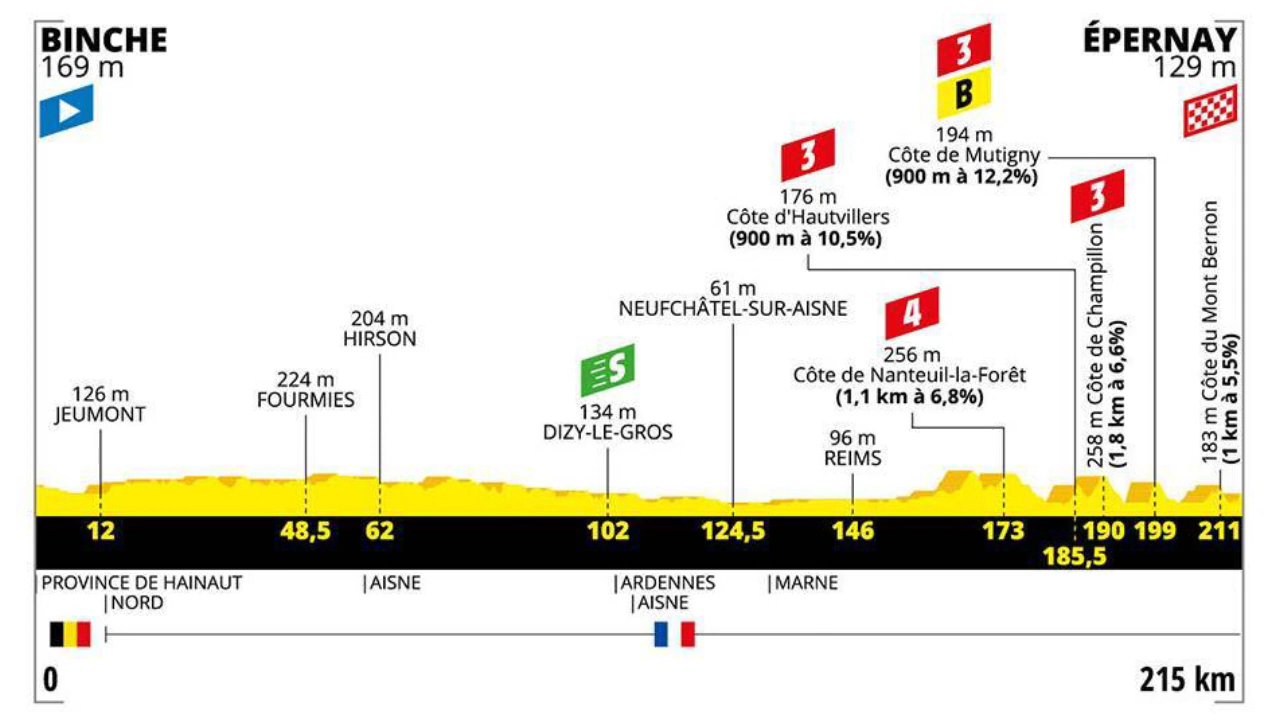 BINCHE
169 m
ÉPERNAY
129 m
3
B
194 m
Côte de Mutigny
(900 m à 12,2%)
3
176 m
Côte d'Hautvillers
(900 m à 10,5%)
3
258 m Côte de Champillon
(1,8 km à 6,6%)
183 m Côte du Mont Bernon
(1 km à 5,5%)
61 m
NEUFCHÂTEL-SUR-AISNE
4
256 m
Côte de Nanteuil-la-Forêt
(1,1 km à 6,8%)
204 m
HIRSON
S
134 m
DIZY-LE-GROS
224 m
FOURMIES
126 m
JEUMONT
96 m
REIMS
12 48,5 62 102 124,5 146 173 190 199 211
185,5
PROVINCE DE HAINAUT |AISNE |ARDENNES |MARNE
|NORD |AISNE
0 215 km